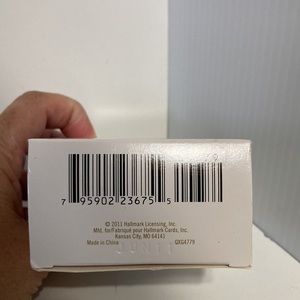 9
7 95902 23675 5
© 2011 Hallmark Licensing, Inc.
Mfd. for/Fabriqué pour Hallmark Cards, Inc.
Kansas City, MO 64141
Made in China QXG4779